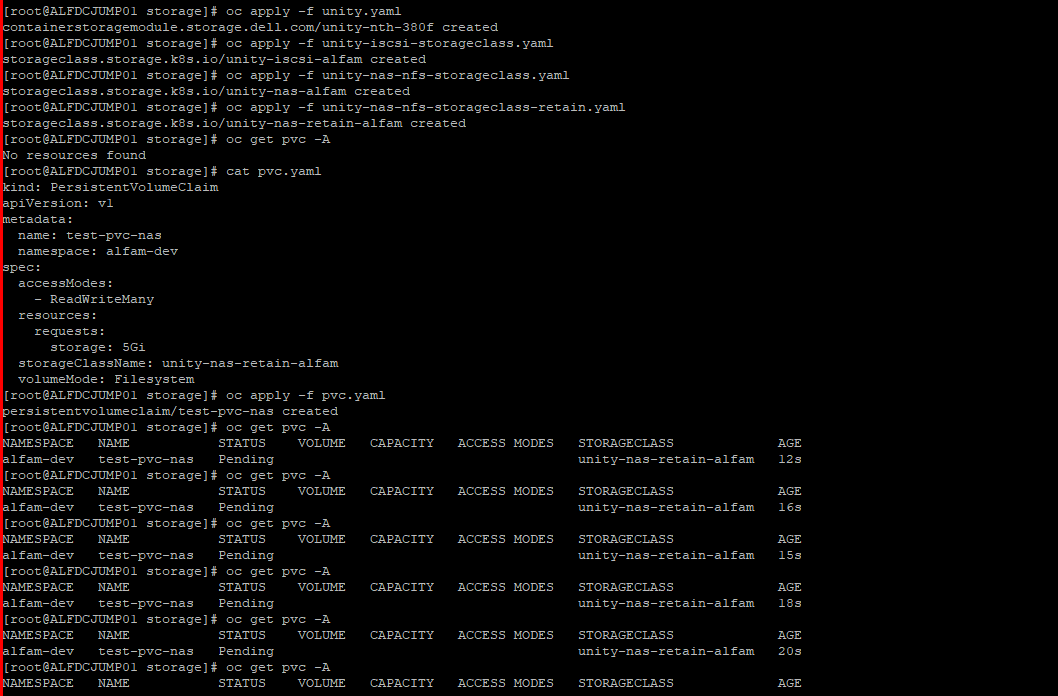 [root@ALFDCJUMP01 storage]# oc apply -f unity.yaml
containerstoragemodule.storage.dell.com/unity-nth-380f created
[root@ALFDCJUMP01 storage]# oc apply -f unity-iscsi-storageclass.yaml
storageclass.storage.k8s.io/unity-iscsi-alfam created
[root@ALFDCJUMP01 storage]# oc apply -f unity-nas-nfs-storageclass.yaml
storageclass.storage.k8s.io/unity-nas-alfam created
[root@ALFDCJUMP01 storage]# oc apply -f unity-nas-nfs-storageclass-retain.yaml
storageclass.storage.k8s.io/unity-nas-retain-alfam created
[root@ALFDCJUMP01 storage]# oc get pvc -A
No resources found
[root@ALFDCJUMP01 storage]# cat pvc.yaml
kind: PersistentVolumeClaim
apiVersion: v1
metadata:
  name: test-pvc-nas
  namespace: alfam-dev
spec:
  accessModes:
    - ReadWriteMany
  resources:
    requests:
      storage: 5Gi
  storageClassName: unity-nas-retain-alfam
  volumeMode: Filesystem
[root@ALFDCJUMP01 storage]# oc apply -f pvc.yaml
persistentvolumeclaim/test-pvc-nas created
[root@ALFDCJUMP01 storage]# oc get pvc -A
NAMESPACE   NAME           STATUS    VOLUME   CAPACITY   ACCESS MODES   STORAGECLASS             AGE
alfam-dev   test-pvc-nas   Pending                                      unity-nas-retain-alfam   12s
[root@ALFDCJUMP01 storage]# oc get pvc -A
NAMESPACE   NAME           STATUS    VOLUME   CAPACITY   ACCESS MODES   STORAGECLASS             AGE
alfam-dev   test-pvc-nas   Pending                                      unity-nas-retain-alfam   16s
[root@ALFDCJUMP01 storage]# oc get pvc -A
NAMESPACE   NAME           STATUS    VOLUME   CAPACITY   ACCESS MODES   STORAGECLASS             AGE
alfam-dev   test-pvc-nas   Pending                                      unity-nas-retain-alfam   15s
[root@ALFDCJUMP01 storage]# oc get pvc -A
NAMESPACE   NAME           STATUS    VOLUME   CAPACITY   ACCESS MODES   STORAGECLASS             AGE
alfam-dev   test-pvc-nas   Pending                                      unity-nas-retain-alfam   18s
[root@ALFDCJUMP01 storage]# oc get pvc -A
NAMESPACE   NAME           STATUS    VOLUME   CAPACITY   ACCESS MODES   STORAGECLASS             AGE
alfam-dev   test-pvc-nas   Pending                                      unity-nas-retain-alfam   20s
[root@ALFDCJUMP01 storage]# oc get pvc -A
NAMESPACE   NAME           STATUS    VOLUME   CAPACITY   ACCESS MODES   STORAGECLASS             AGE